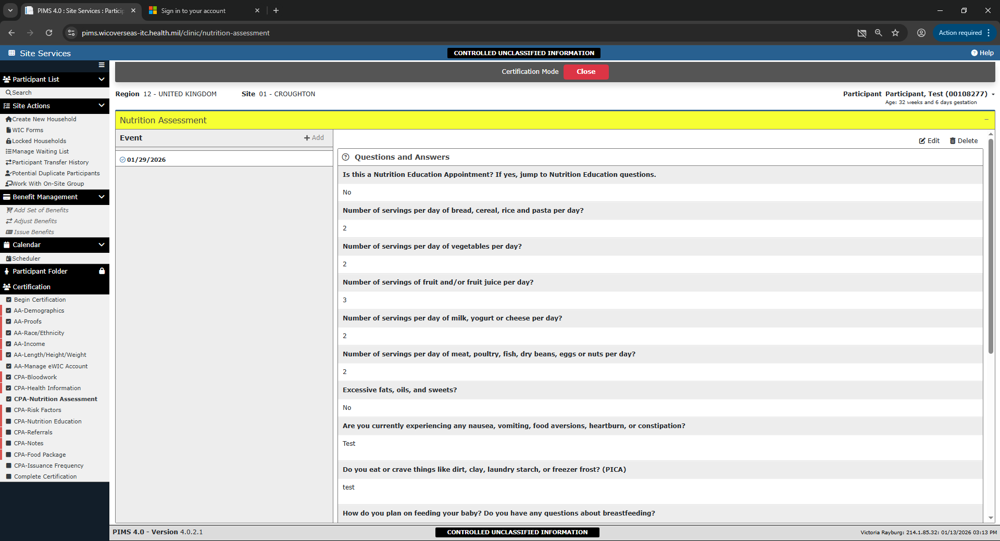 PIMS 4.0 : Site Services : Partici
Sign in to your account
pims.wicoverseas-itc.health.mil/clinic/nutrition-assessment
Action required
Site Services
CONTROLLED UNCLASSIFIED INFORMATION
Help
Certification Mode
Close
Region 12 - UNITED KINGDOM
Site 01 - CROUGHTON
Participant Participant, Test (00108277)
Age: 32 weeks and 6 days gestation
Participant List
Search
Site Actions
Create New Household
WIC Forms
Locked Households
Manage Waiting List
Participant Transfer History
Potential Duplicate Participants
Work With On-Site Group
Benefit Management
Add Set of Benefits
Adjust Benefits
Issue Benefits
Calendar
Scheduler
Participant Folder
Certification
Begin Certification
AA-Demographics
AA-Proofs
AA-Race/Ethnicity
AA-Income
AA-Length/Height/Weight
AA-Manage eWIC Account
CPA-Bloodwork
CPA-Health Information
CPA-Nutrition Assessment
CPA-Risk Factors
CPA-Nutrition Education
CPA-Referrals
CPA-Notes
CPA-Food Package
CPA-Issuance Frequency
Complete Certification
Nutrition Assessment
Event
Add
01/29/2026
Edit
Delete
Questions and Answers
Is this a Nutrition Education Appointment? If yes, jump to Nutrition Education questions.
No
Number of servings per day of bread, cereal, rice and pasta per day?
2
Number of servings per day of vegetables per day?
2
Number of servings of fruit and/or fruit juice per day?
3
Number of servings per day of milk, yogurt or cheese per day?
2
Number of servings per day of meat, poultry, fish, dry beans, eggs or nuts per day?
2
Excessive fats, oils, and sweets?
No
Are you currently experiencing any nausea, vomiting, food aversions, heartburn, or constipation?
Test
Do you eat or crave things like dirt, clay, laundry starch, or freezer frost? (PICA)
test
How do you plan on feeding your baby? Do you have any questions about breastfeeding?
PIMS 4.0 - Version 4.0.2.1
CONTROLLED UNCLASSIFIED INFORMATION
Victoria Rayburg: 214.1.85.32: 01/13/2026 03:13 PM